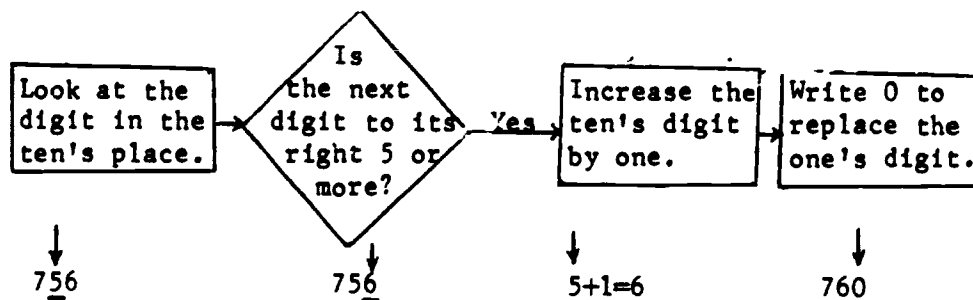 Look at the
digit in the
ten's place.
Is
the next
digit to its
right 5 or
more?
Yes
Increase the
ten's digit
by one.
Write 0 to
replace the
one's digit.
756
756
5+1=6
760